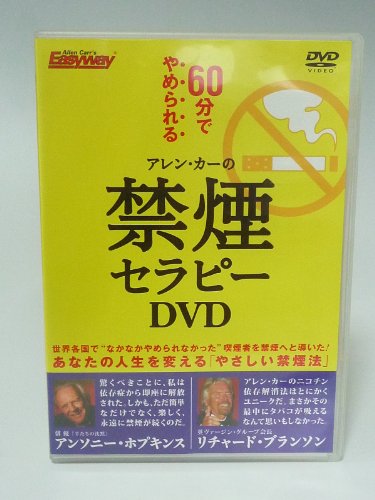 Allen Carr's
Easyway
DVD
VIDEO
60分で
やめられる
アレン・カーの
禁煙
セラピー
DVD
世界各国で“なかなかやめられなかった”喫煙者を禁煙へと導いた!
あなたの人生を変える「やさしい禁煙法」
驚くべきことに、私は
依存症から即座に解放
された。しかも、ただ簡単
なだけでなく、楽しく、
永遠に禁煙が続くのだ。
俳優「羊たちの沈黙」
アンソニー・ホプキンス
アレン・カーのニコチン
依存解消法はとにかく
ユニークだ。まさかその
最中にタバコが吸える
なんて思いもしなかった。
英ヴァージン・グループ会長
リチャード・ブランソン